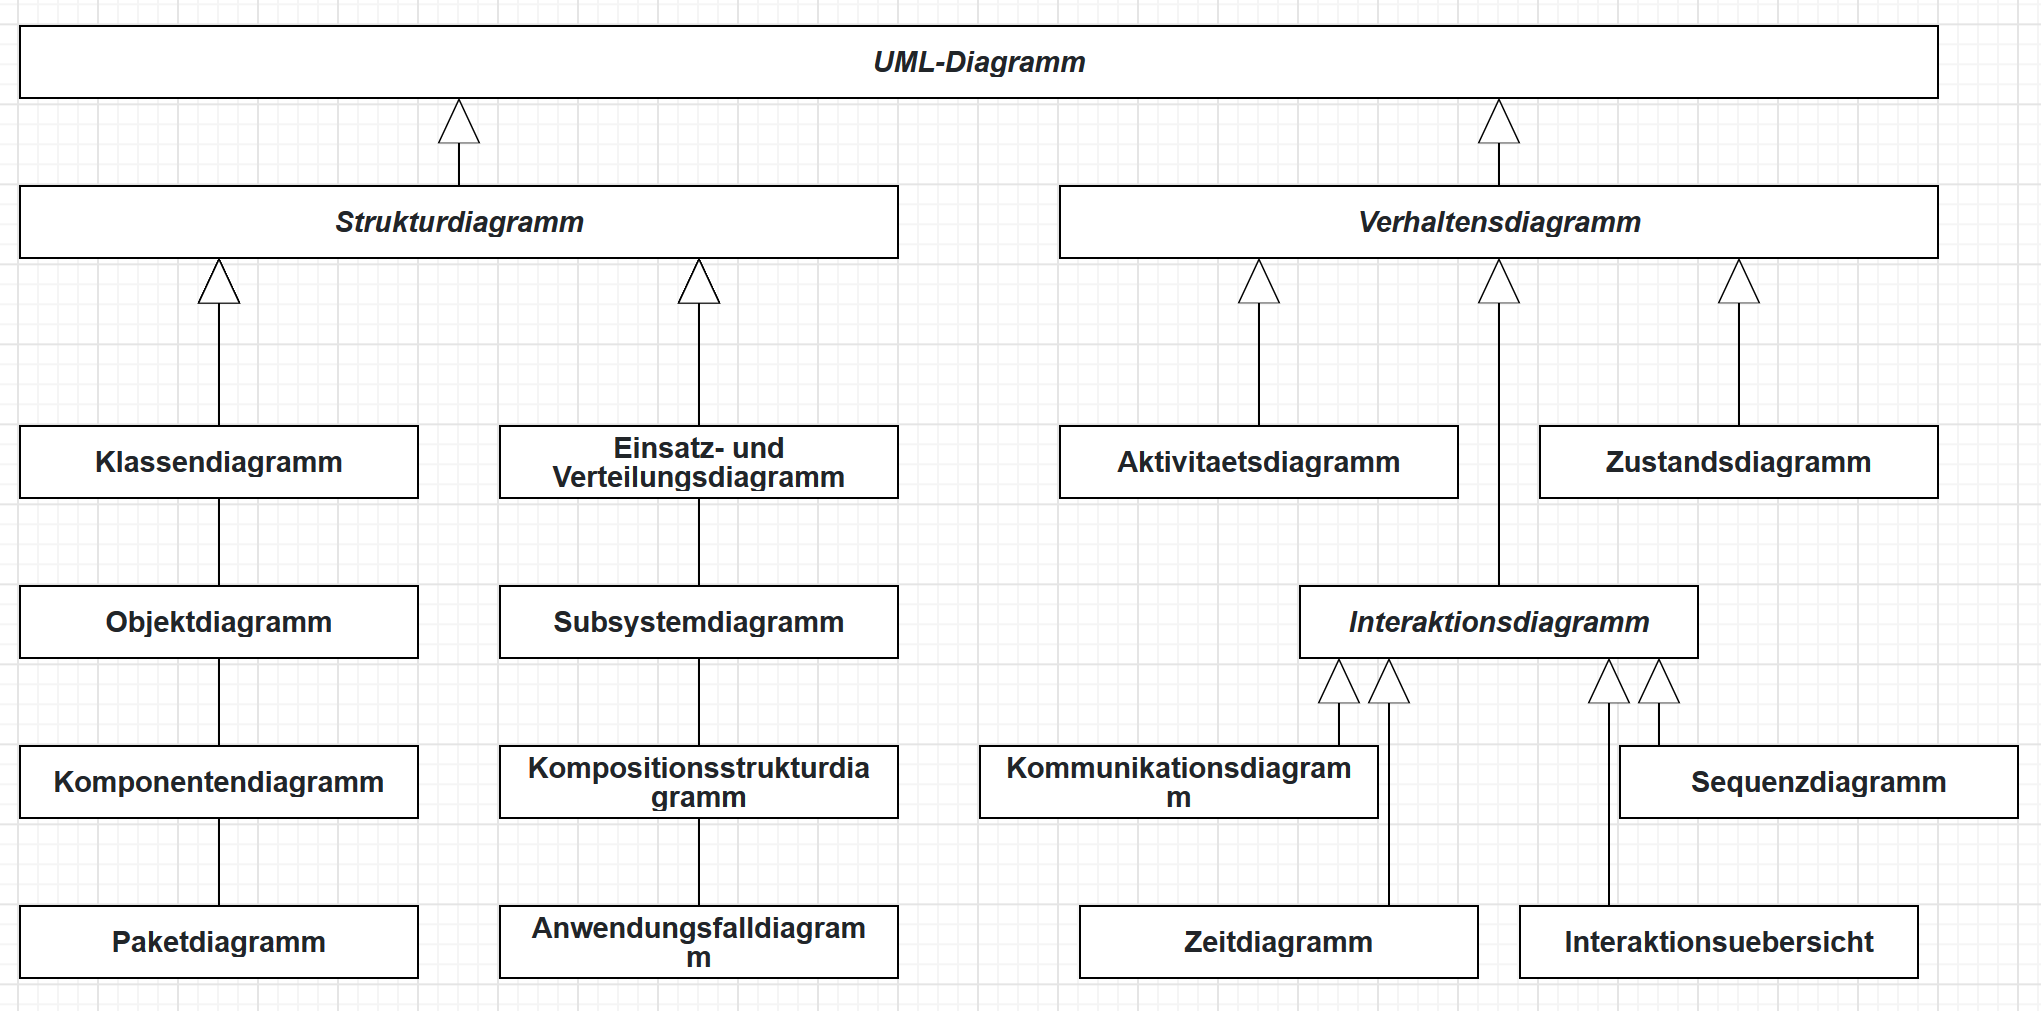 UML-Diagramm
Strukturdiagramm
Verhaltensdiagramm
Klassendiagramm
Einsatz- und
Verteilungsdiagramm
Aktivitaetsdiagramm
Zustandsdiagramm
Objektdiagramm
Subsystemdiagramm
Interaktionsdiagramm
Komponentendiagramm
Kompositionsstrukturdia
gramm
Kommunikationsdiagram
m
Sequenzdiagramm
Paketdiagramm
Anwendungsfalldiagram
m
Zeitdiagramm
Interaktionsuebersicht